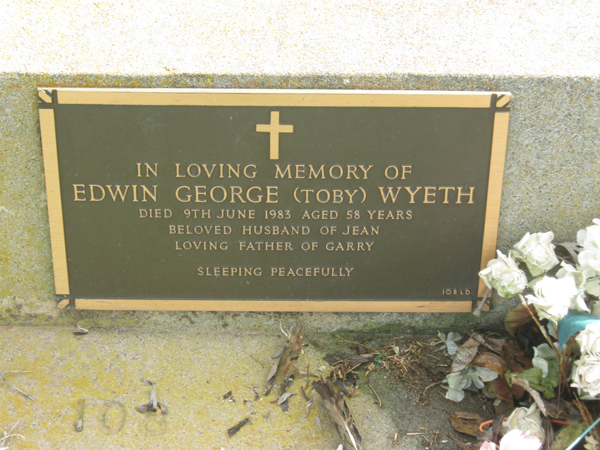 IN LOVING MEMORY OF
EDWIN GEORGE (TOBY) WYETH
DIED 9TH JUNE 1983 AGED 58 YEARS
BELOVED HUSBAND OF JEAN
LOVING FATHER OF GARRY
SLEEPING PEACEFULLY
108LD
108